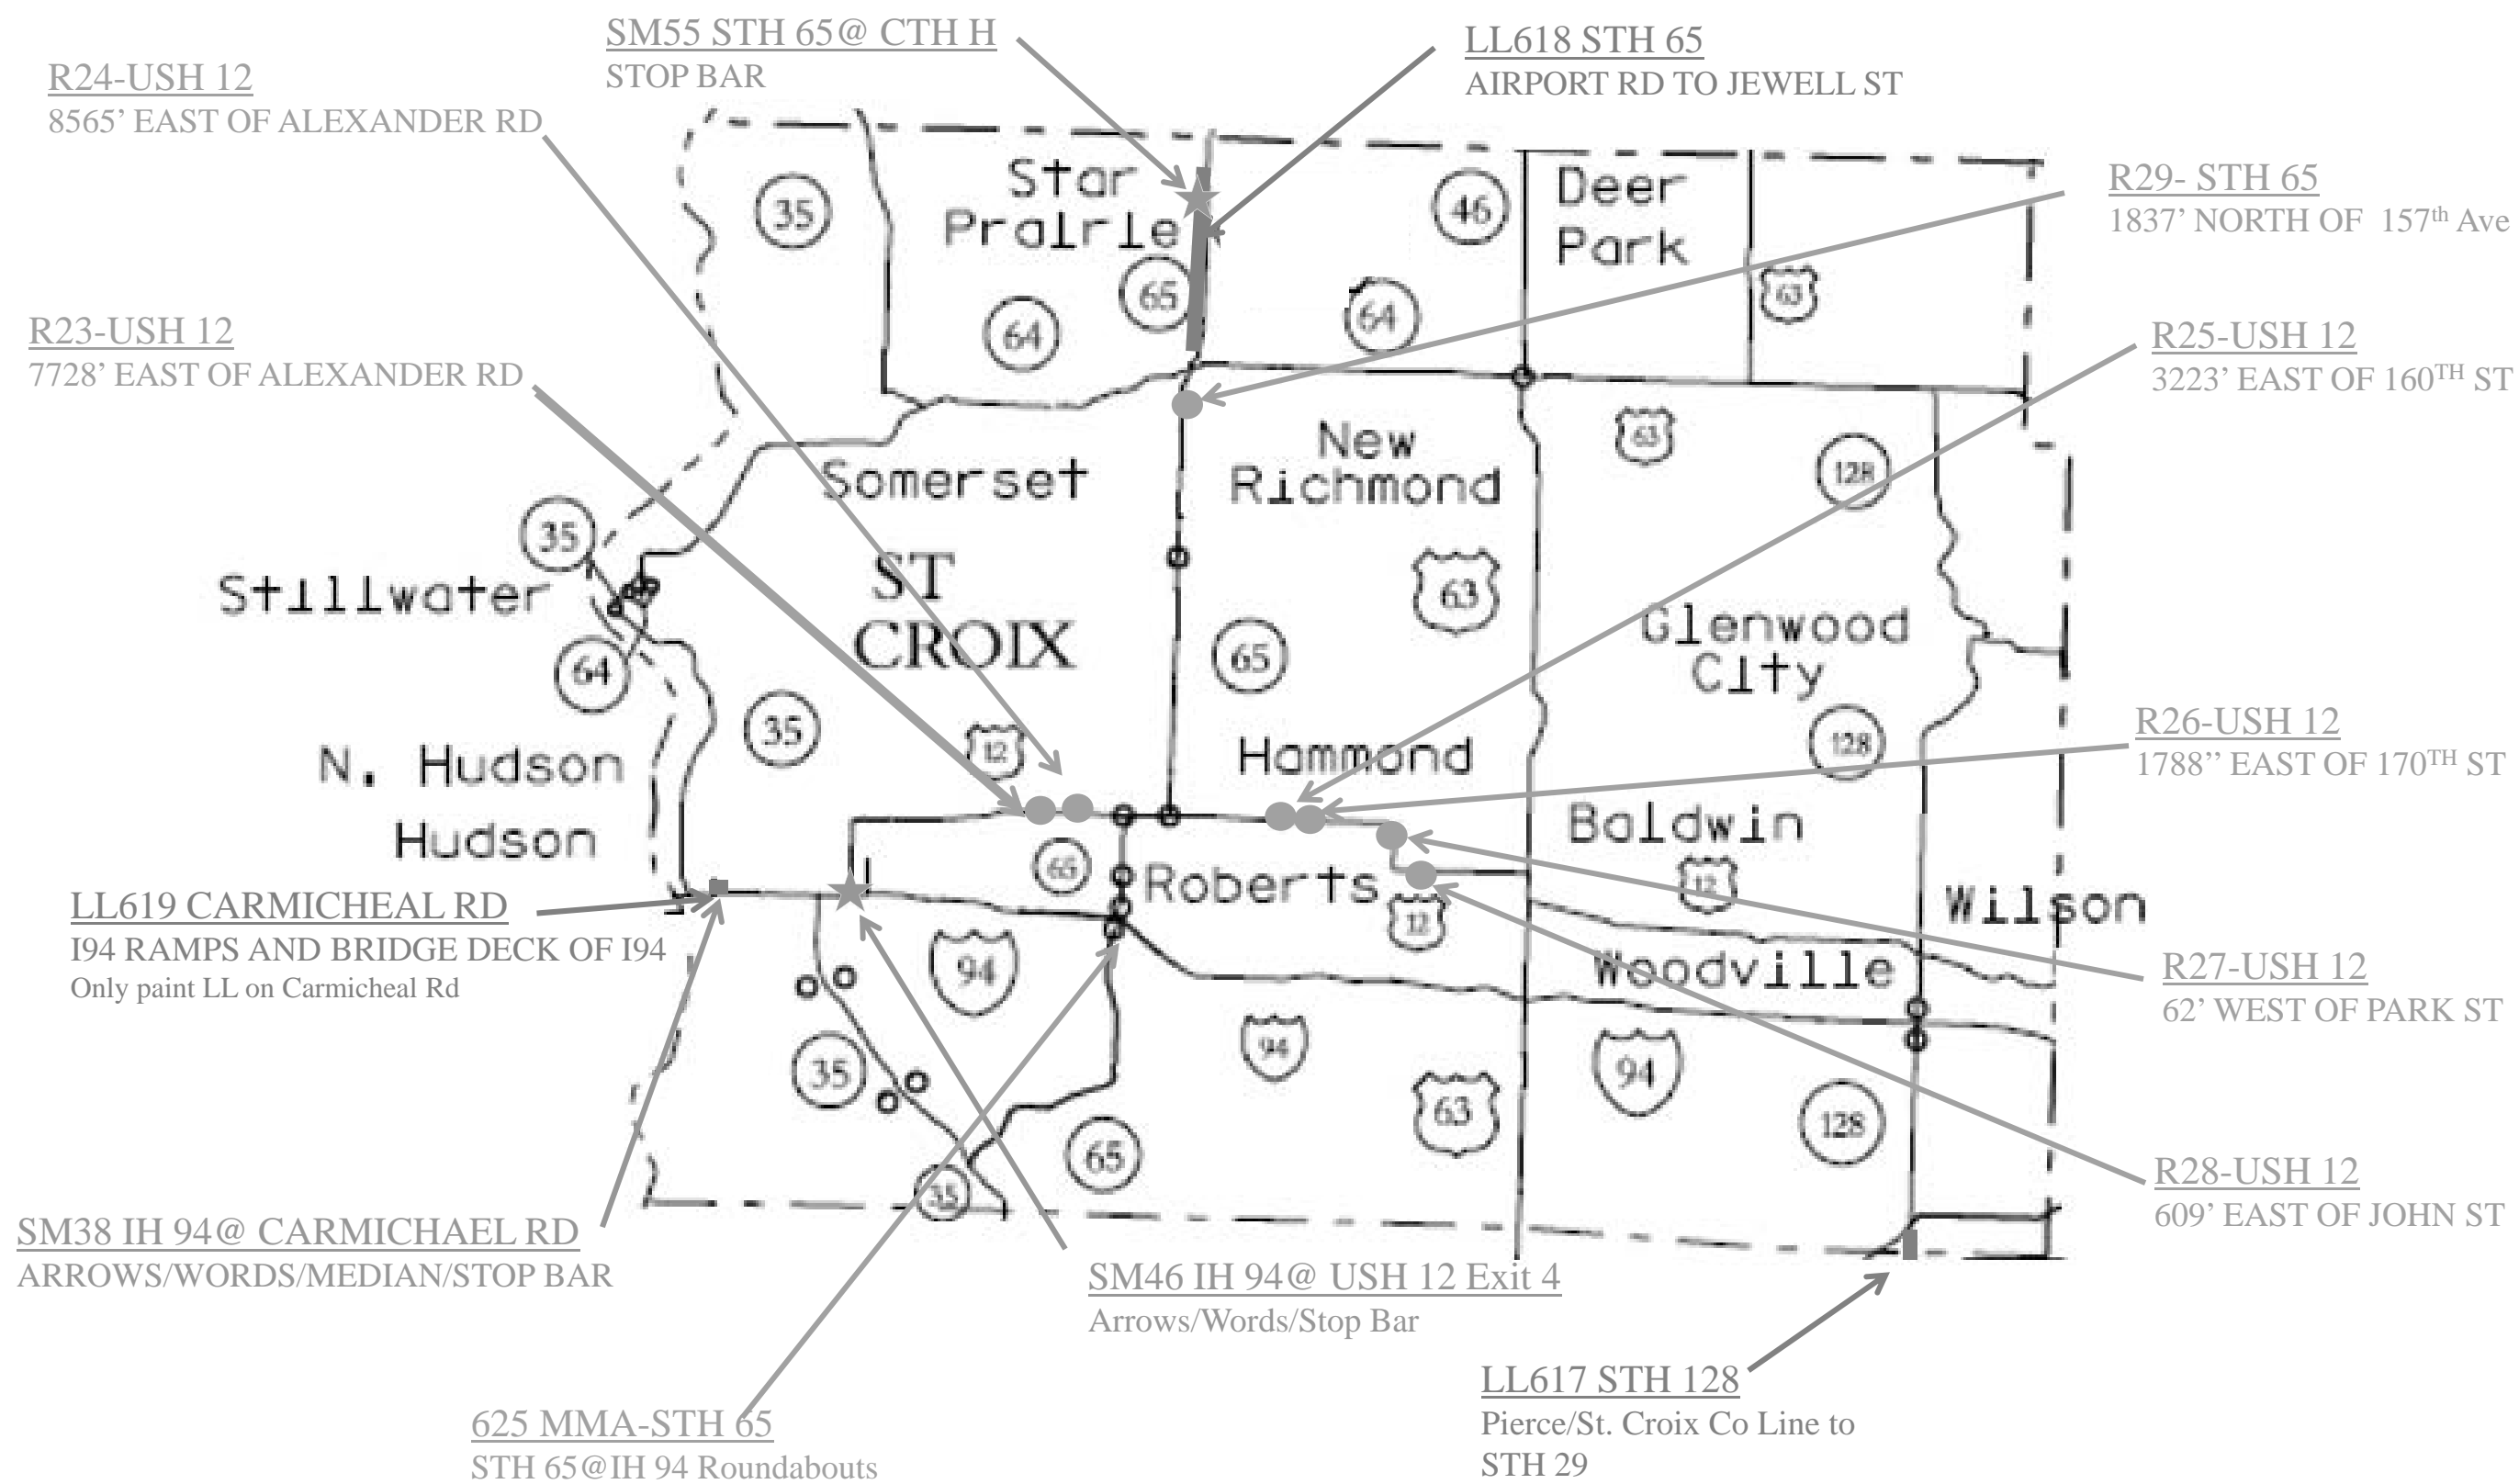 SM55 STH 65@ CTH H
STOP BAR
LL618 STH 65
AIRPORT RD TO JEWELL ST
R24-USH 12
8565’ EAST OF ALEXANDER RD
R29- STH 65
1837’ NORTH OF 157th Ave
R23-USH 12
7728’ EAST OF ALEXANDER RD
R25-USH 12
3223’ EAST OF 160TH ST
Star
Prairie
35
46
Deer
Park
65
64
64
63
New
Richmond
63
128
Somerset
35
Stillwater
ST
CROIX
63
65
Glenwood
City
64
35
12
N. Hudson
Hudson
Hammond
128
R26-USH 12
1788’’ EAST OF 170TH ST
Baldwin
65
Roberts
12
12
Wilson
LL619 CARMICHEAL RD
I94 RAMPS AND BRIDGE DECK OF I94
Only paint LL on Carmicheal Rd
94
Woodville
R27-USH 12
62’ WEST OF PARK ST
35
94
94
63
128
65
35
R28-USH 12
609’ EAST OF JOHN ST
SM38 IH 94@ CARMICHAEL RD
ARROWS/WORDS/MEDIAN/STOP BAR
SM46 IH 94@ USH 12 Exit 4
Arrows/Words/Stop Bar
LL617 STH 128
Pierce/St. Croix Co Line to
STH 29
625 MMA-STH 65
STH 65@IH 94 Roundabouts